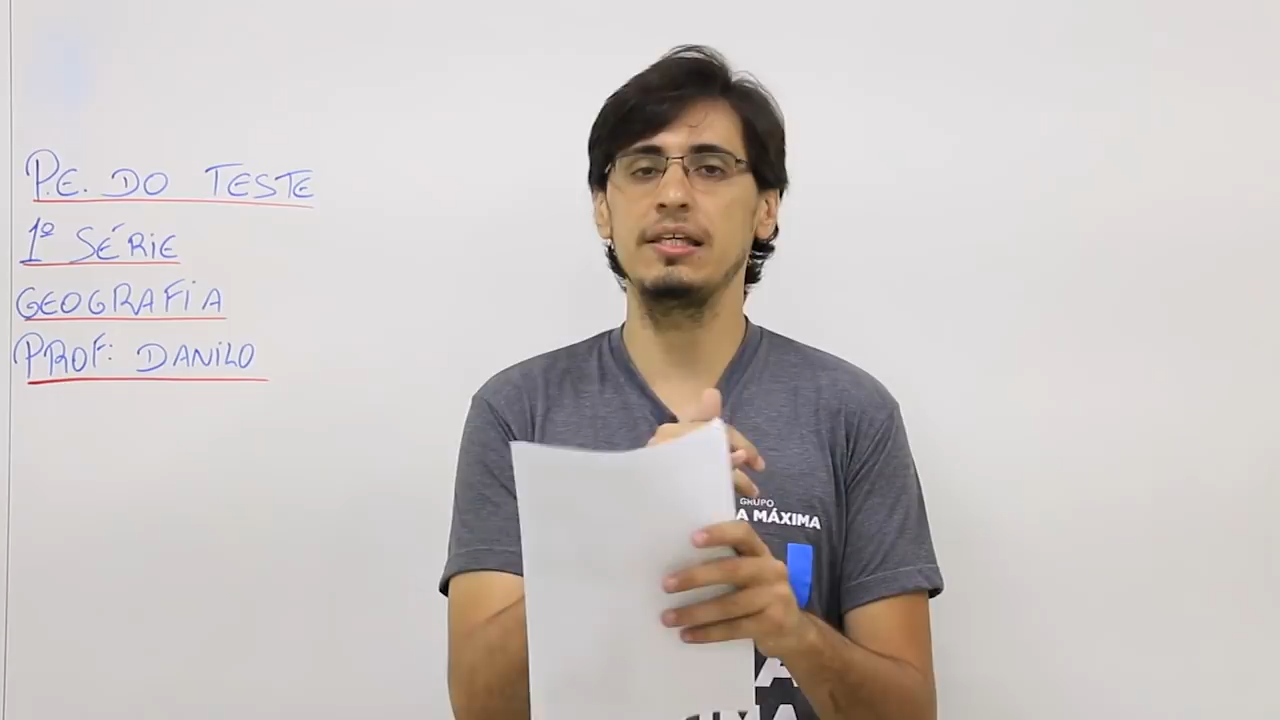 P.E. DO TESTE
1º SÉRIE
GEOGRAFIA
PROF: DANILO
GRUPO
A MÁXIMA